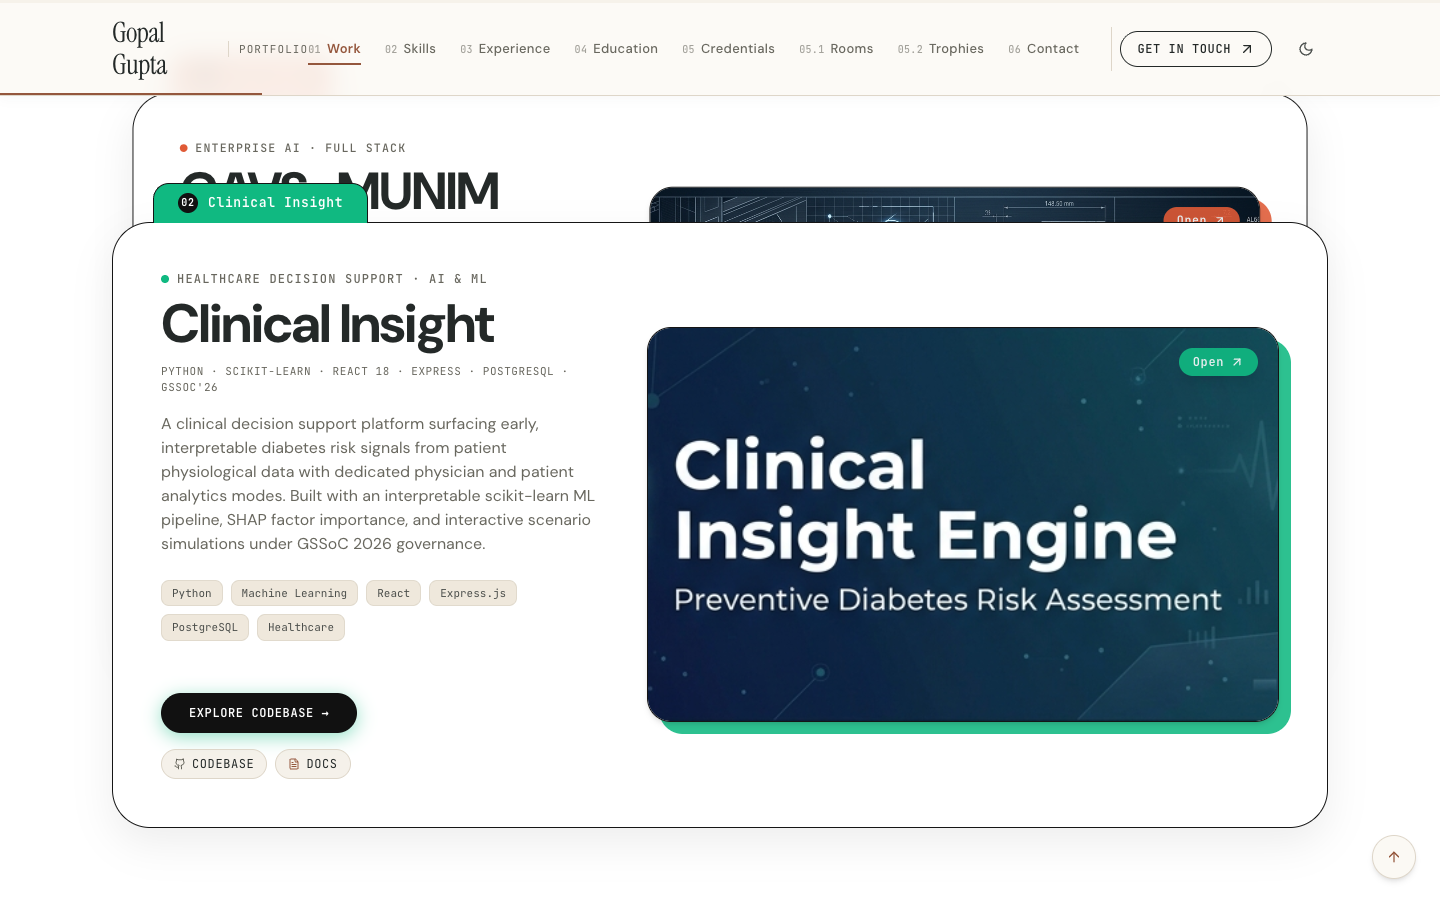 Gopal
Gupta
PORTFOLIO
01 Work
02 Skills
03 Experience
04 Education
05 Credentials
05.1 Rooms
05.2 Trophies
06 Contact
GET IN TOUCH
ENTERPRISE AI · FULL STACK
MUNIM
148.50 mm
Open
02 Clinical Insight
HEALTHCARE DECISION SUPPORT · AI & ML
Clinical Insight
PYTHON · SCIKIT-LEARN · REACT 18 · EXPRESS · POSTGRESQL ·
GSSOC'26
A clinical decision support platform surfacing early,
interpretable diabetes risk signals from patient
physiological data with dedicated physician and patient
analytics modes. Built with an interpretable scikit-learn ML
pipeline, SHAP factor importance, and interactive scenario
simulations under GSSoC 2026 governance.
Python
Machine Learning
React
Express.js
PostgreSQL
Healthcare
EXPLORE CODEBASE →
CODEBASE
DOCS
Open
Clinical
Insight Engine
Preventive Diabetes Risk Assessment